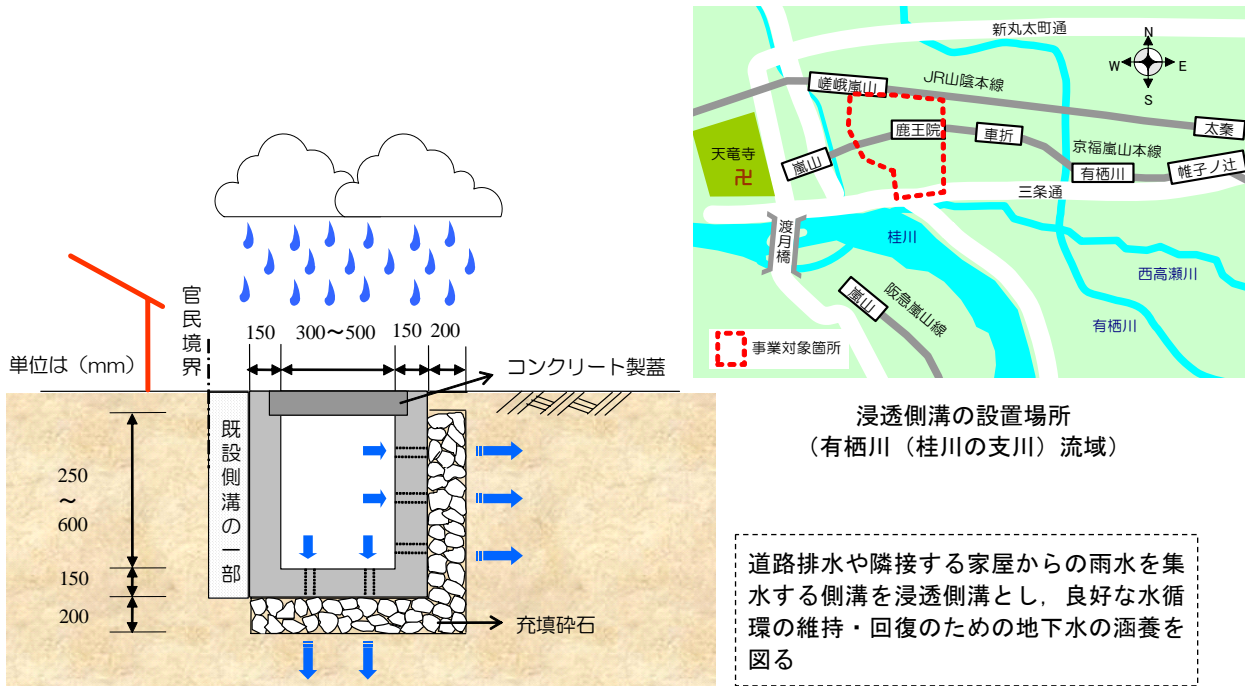 単位は（mm）
官民境界
150
300～500
150
200
コンクリート製蓋
既設側溝の一部
250
～
600
150
200
充填砕石
新丸太町通
N
W
E
S
嵯峨嵐山
JR山陰本線
太秦
鹿王院
車折
京福嵐山本線
天竜寺
卍
嵐山
有栖川
帷子ノ辻
三条通
渡月橋
桂川
西高瀬川
嵐山
阪急嵐山線
有栖川
事業対象箇所
浸透側溝の設置場所
（有栖川（桂川の支川）流域）
道路排水や隣接する家屋からの雨水を集
水する側溝を浸透側溝とし，良好な水循
環の維持・回復のための地下水の涵養を
図る